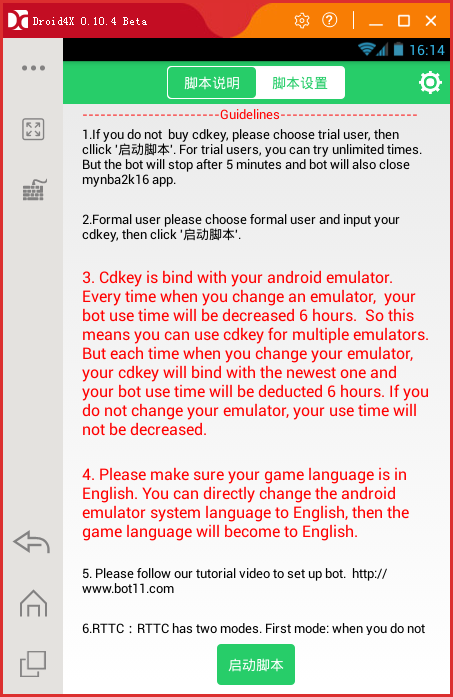 Droid4X 0.10.4 Beta
16:14
脚本说明 脚本设置
-----------------------Guidelines-----------------------
1.If you do not  buy cdkey, please choose trial user, then
cllick '启动脚本'. For trial users, you can try unlimited times.
But the bot will stop after 5 minutes and bot will also close
mynba2k16 app.
2.Formal user please choose formal user and input your
cdkey, then click '启动脚本'.
3. Cdkey is bind with your android emulator.
Every time when you change an emulator,  your
bot use time will be decreased 6 hours.  So this
means you can use cdkey for multiple emulators.
But each time when you change your emulator,
your cdkey will bind with the newest one and
your bot use time will be deducted 6 hours. If you
do not change your emulator, your use time will
not be decreased.
4. Please make sure your game language is in
English. You can directly change the android
emulator system language to English, then the
game language will become to English.
5. Please follow our tutorial video to set up bot.  http://
www.bot11.com
6.RTTC：RTTC has two modes. First mode: when you do not
启动脚本